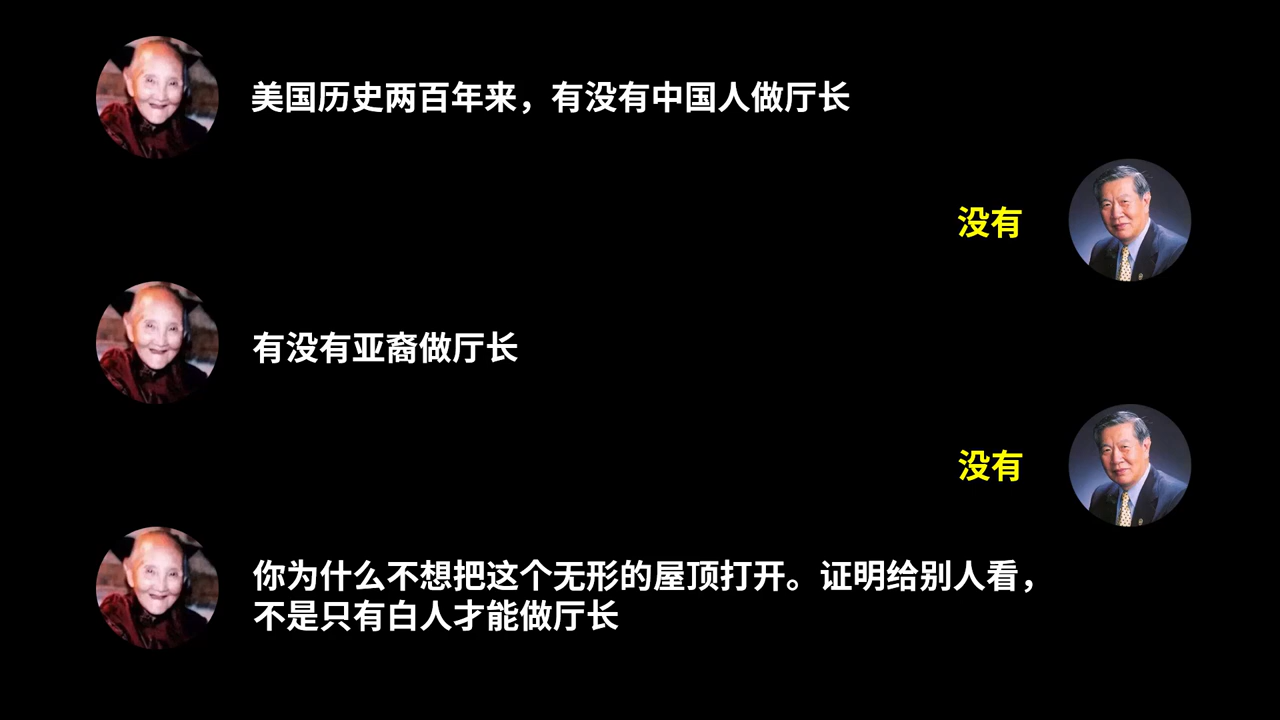 美国历史两百年来，有没有中国人做厅长
没有
有没有亚裔做厅长
没有
你为什么不想把这个无形的屋顶打开。证明给别人看，
不是只有白人才能做厅长